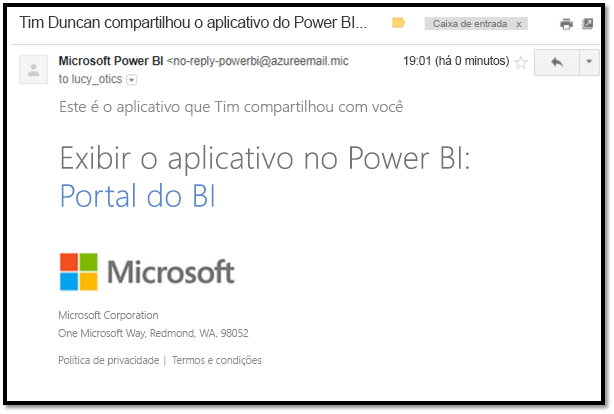 Tim Duncan compartilhou o aplicativo do Power BI...
Caixa de entrada x
Microsoft Power BI <no-reply-powerbi@azureemail.mic
19:01 (há 0 minutos)
to lucy_otics
Este é o aplicativo que Tim compartilhou com você
Exibir o aplicativo no Power BI:
Portal do BI
Microsoft
Microsoft Corporation
One Microsoft Way, Redmond, WA, 98052
Política de privacidade | Termos e condições